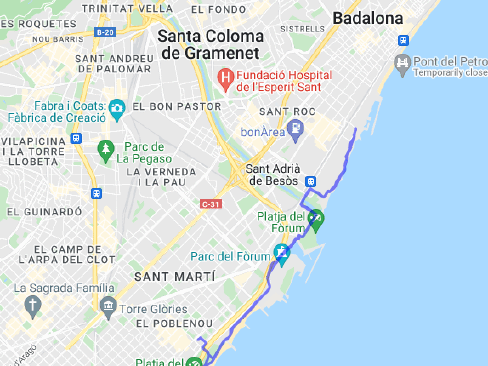 ES ROQUETES
TRINITAT VELLA
EL FONDO
Badalona
NOU BARRIS
B-20
Santa Coloma
de Gramenet
SISTRELLS
SANT ANDREU
DE PALOMAR
Pont del Petro
Temporarily close
Fundació Hospital
de l'Esperit Sant
Fabra i Coats:
Fàbrica de Creació
EL BON PASTOR
SANT ROC
bonÀrea
VILAPICINA
I LA TORRE
LLOBETA
Parc de
La Pegaso
LA VERNEDA
I LA PAU
Sant Adrià
de Besòs
C-31
EL GUINARDÓ
Platja del
Fòrum
EL CAMP DE
L'ARPA DEL CLOT
Parc del Fòrum
SANT MARTÍ
La Sagrada Família
Torre Glòries
EL POBLENOU
d'Aragó
Platja del